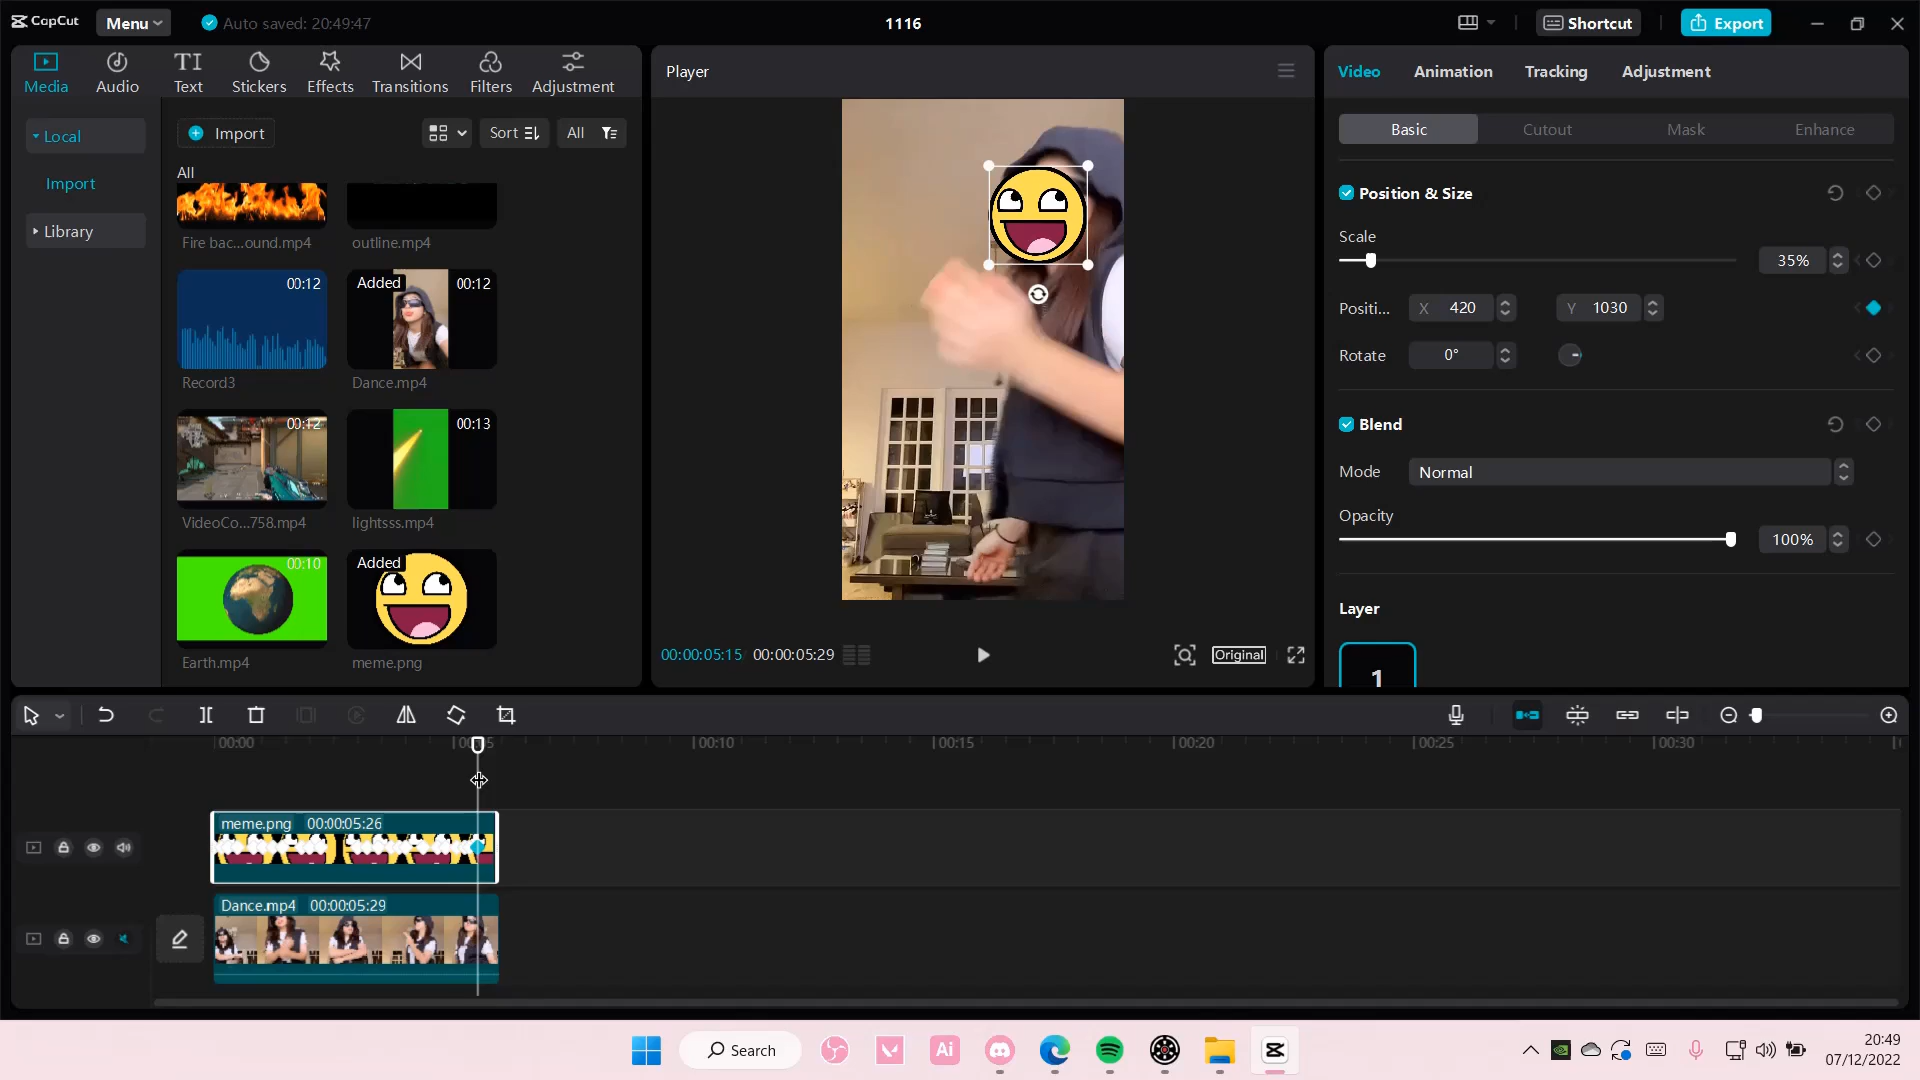 CapCut
Menu
Auto saved: 20:49:47
1116
Shortcut
Export
Media
Audio
Text
Stickers
Effects
Transitions
Filters
Adjustment
Player
Video
Animation
Tracking
Adjustment
Local
Import
Library
Import
Sort
All
All
Fire bac...ound.mp4
outline.mp4
00:12
Record3
Added
00:12
Dance.mp4
00:12
VideoCo...758.mp4
00:13
lightsss.mp4
00:10
Earth.mp4
Added
meme.png
00:00:05:15
00:00:05:29
Original
Basic
Cutout
Mask
Enhance
Position & Size
Scale
35%
Positi...
X 420
Y 1030
Rotate
0°
Blend
Mode
Normal
Opacity
100%
Layer
1
00:00
00:05
00:10
00:15
00:20
00:25
00:30
meme.png 00:00:05:26
Dance.mp4 00:00:05:29
Search
Ai
20:49
07/12/2022